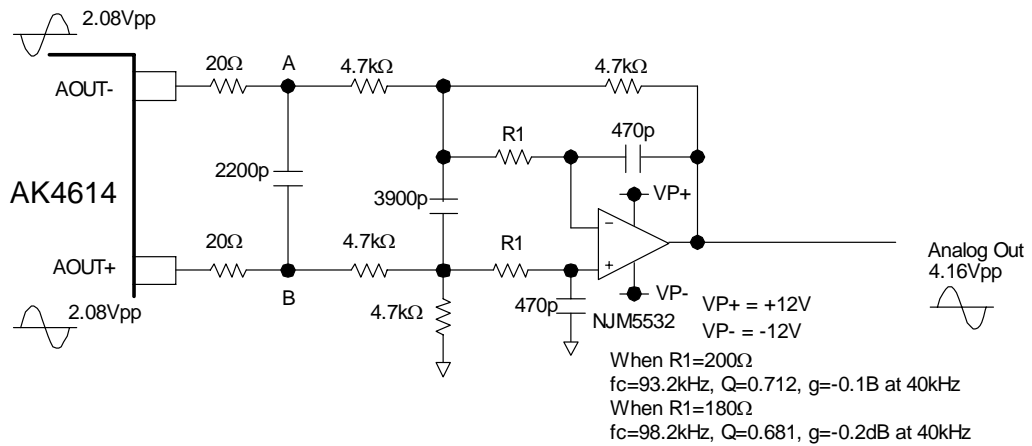 2.08Vpp
AOUT-
20Ω
A
4.7kΩ
4.7kΩ
R1
470p
2200p
AK4614
3900p
VP+
−
+
20Ω
4.7kΩ
R1
AOUT+
B
2.08Vpp
4.7kΩ
470p
VP-
NJM5532
Analog Out
4.16Vpp
VP+ = +12V
VP- = -12V
When R1=200Ω
fc=93.2kHz, Q=0.712, g=-0.1B at 40kHz
When R1=180Ω
fc=98.2kHz, Q=0.681, g=-0.2dB at 40kHz